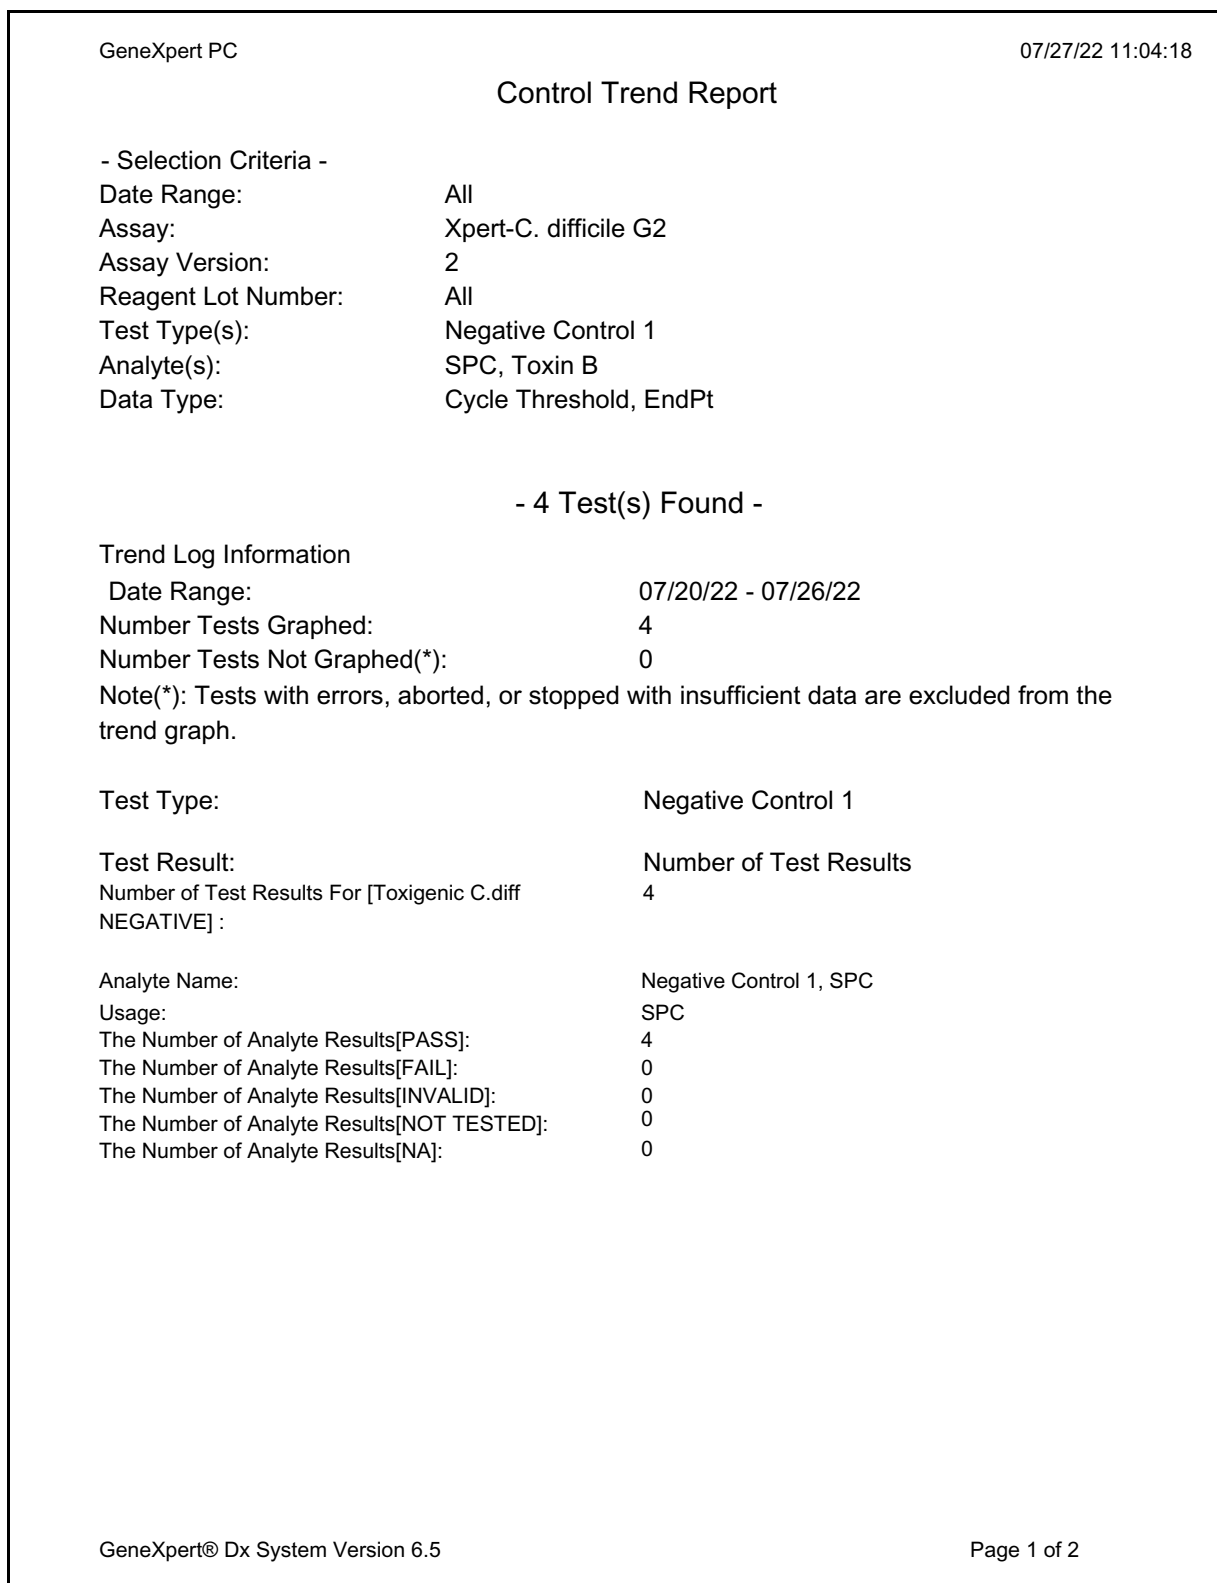 GeneXpert PC 07/27/22 11:04:18
Control Trend Report
- Selection Criteria -
Date Range: All
Assay: Xpert-C. difficile G2
Assay Version: 2
Reagent Lot Number: All
Test Type(s): Negative Control 1
Analyte(s): SPC, Toxin B
Data Type: Cycle Threshold, EndPt
- 4 Test(s) Found -
Trend Log Information
Date Range: 07/20/22 - 07/26/22
Number Tests Graphed: 4
Number Tests Not Graphed(*): 0
Note(*): Tests with errors, aborted, or stopped with insufficient data are excluded from the
trend graph.
Test Type: Negative Control 1
Test Result: Number of Test Results
Number of Test Results For [Toxigenic C.diff 4
NEGATIVE] :
Analyte Name: Negative Control 1, SPC
Usage: SPC
The Number of Analyte Results[PASS]: 4
The Number of Analyte Results[FAIL]: 0
The Number of Analyte Results[INVALID]: 0
The Number of Analyte Results[NOT TESTED]: 0
The Number of Analyte Results[NA]: 0
GeneXpert® Dx System Version 6.5 Page 1 of 2